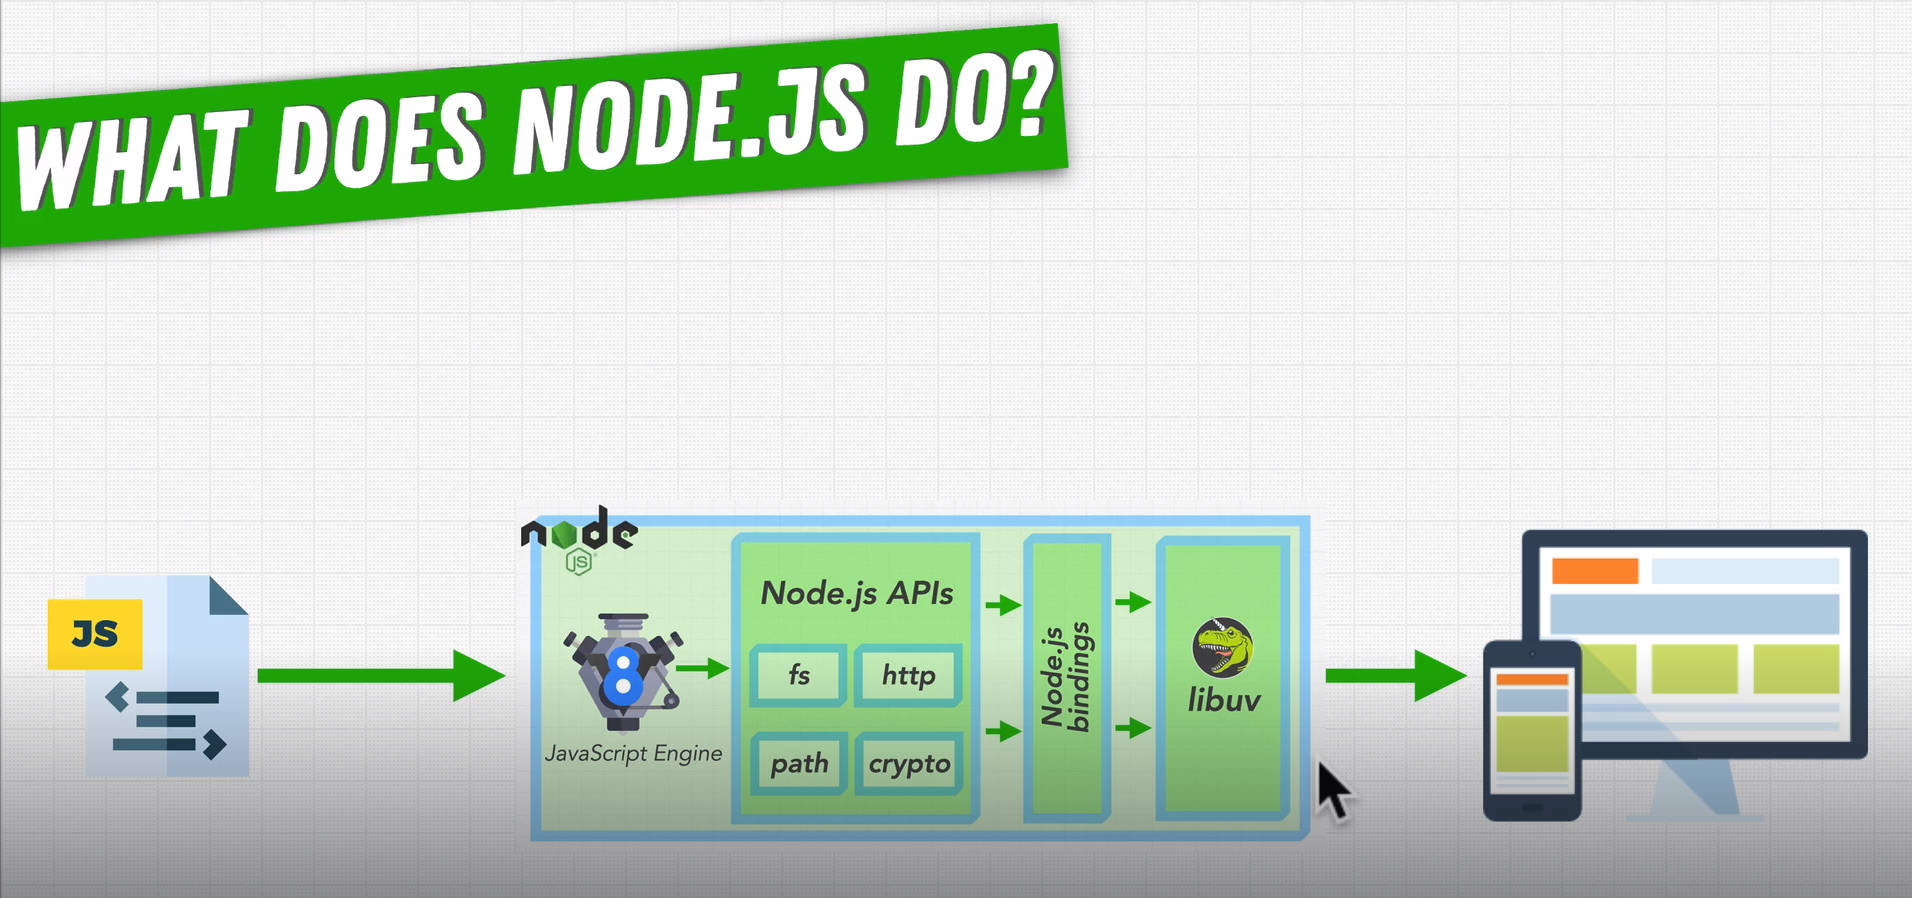 WHAT DOES NODE.JS DO?
node
JS
JS
8
JavaScript Engine
Node.js APIs
fs
http
path
crypto
Node.js
bindings
libuv